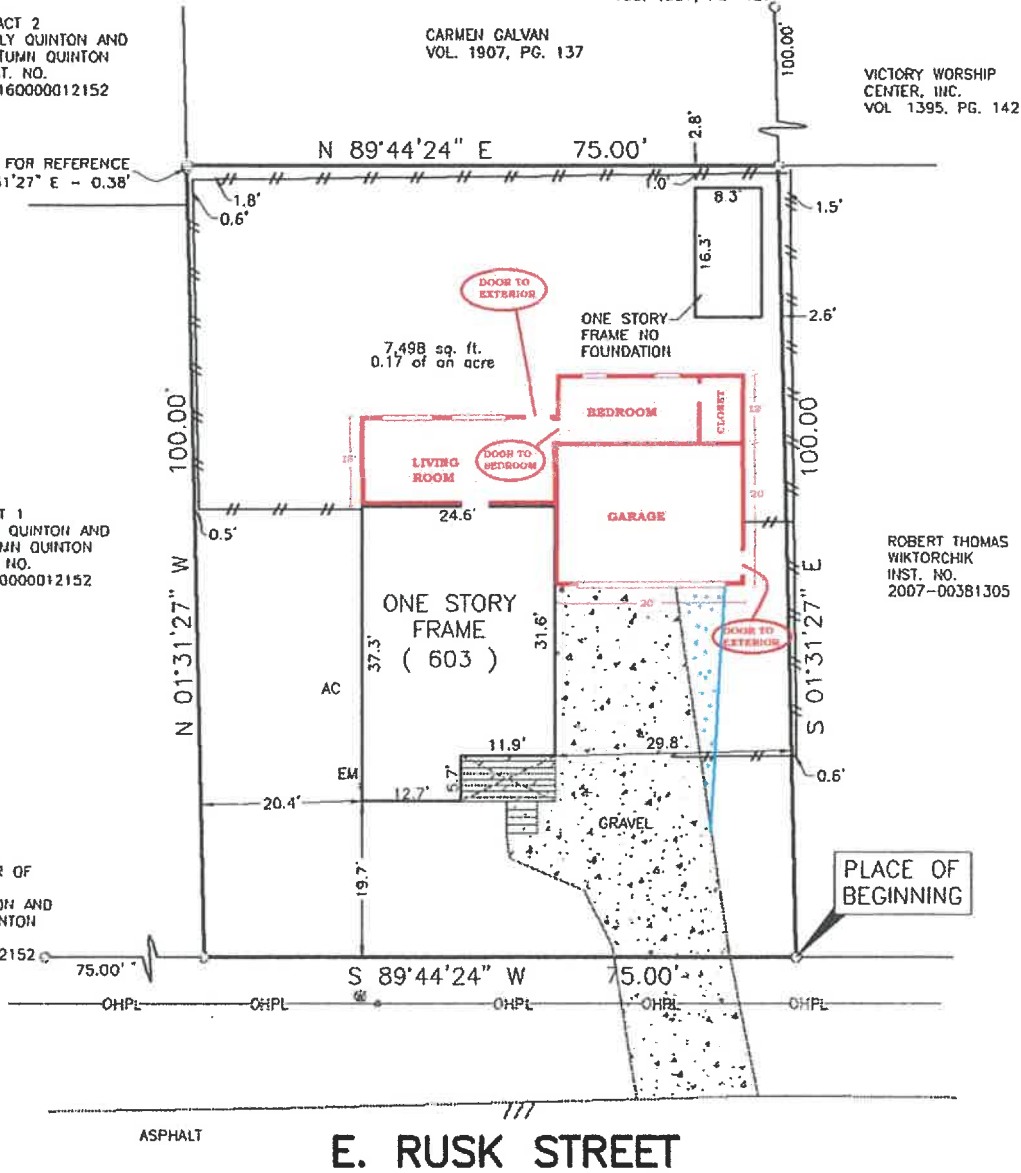 ACT 2
LY QUINTON AND
TUMN QUINTON
T. NO.
160000012152
CARMEN GALVAN
VOL. 1907, PG. 137
100.00'
VICTORY WORSHIP
CENTER, INC.
VOL 1395, PG. 142
FOR REFERENCE
1'27" E - 0.38'
N 89°44'24" E 75.00'
2.8'
1.8'
0.6'
1.0'
8.3'
16.3'
1.5'
2.6'
DOOR TO
EXTERIOR
ONE STORY
FRAME NO
FOUNDATION
7,498 sq. ft.
0.17 of an acre
BEDROOM
CLOSET
LIVING
ROOM
DOOR TO
BEDROOM
GARAGE
20
20
DOOR TO
EXTERIOR
N 01°31'27" W 100.00'
S 01°31'27" E 100.00
24.6'
0.5'
T 1
QUINTON AND
MN QUINTON
NO.
0000012152
ROBERT THOMAS
WIKTORCHIK
INST. NO.
2007-00381305
ONE STORY
FRAME
( 603 )
37.3'
31.6'
AC
EM
11.9'
5.7'
12.7'
29.8'
0.6'
20.4'
19.7'
GRAVEL
PLACE OF
BEGINNING
R OF
ON AND
NTON
2152
75.00'
S 89°44'24" W 75.00'
OHPL OHPL OHPL OHPL OHPL
ASPHALT
E. RUSK STREET